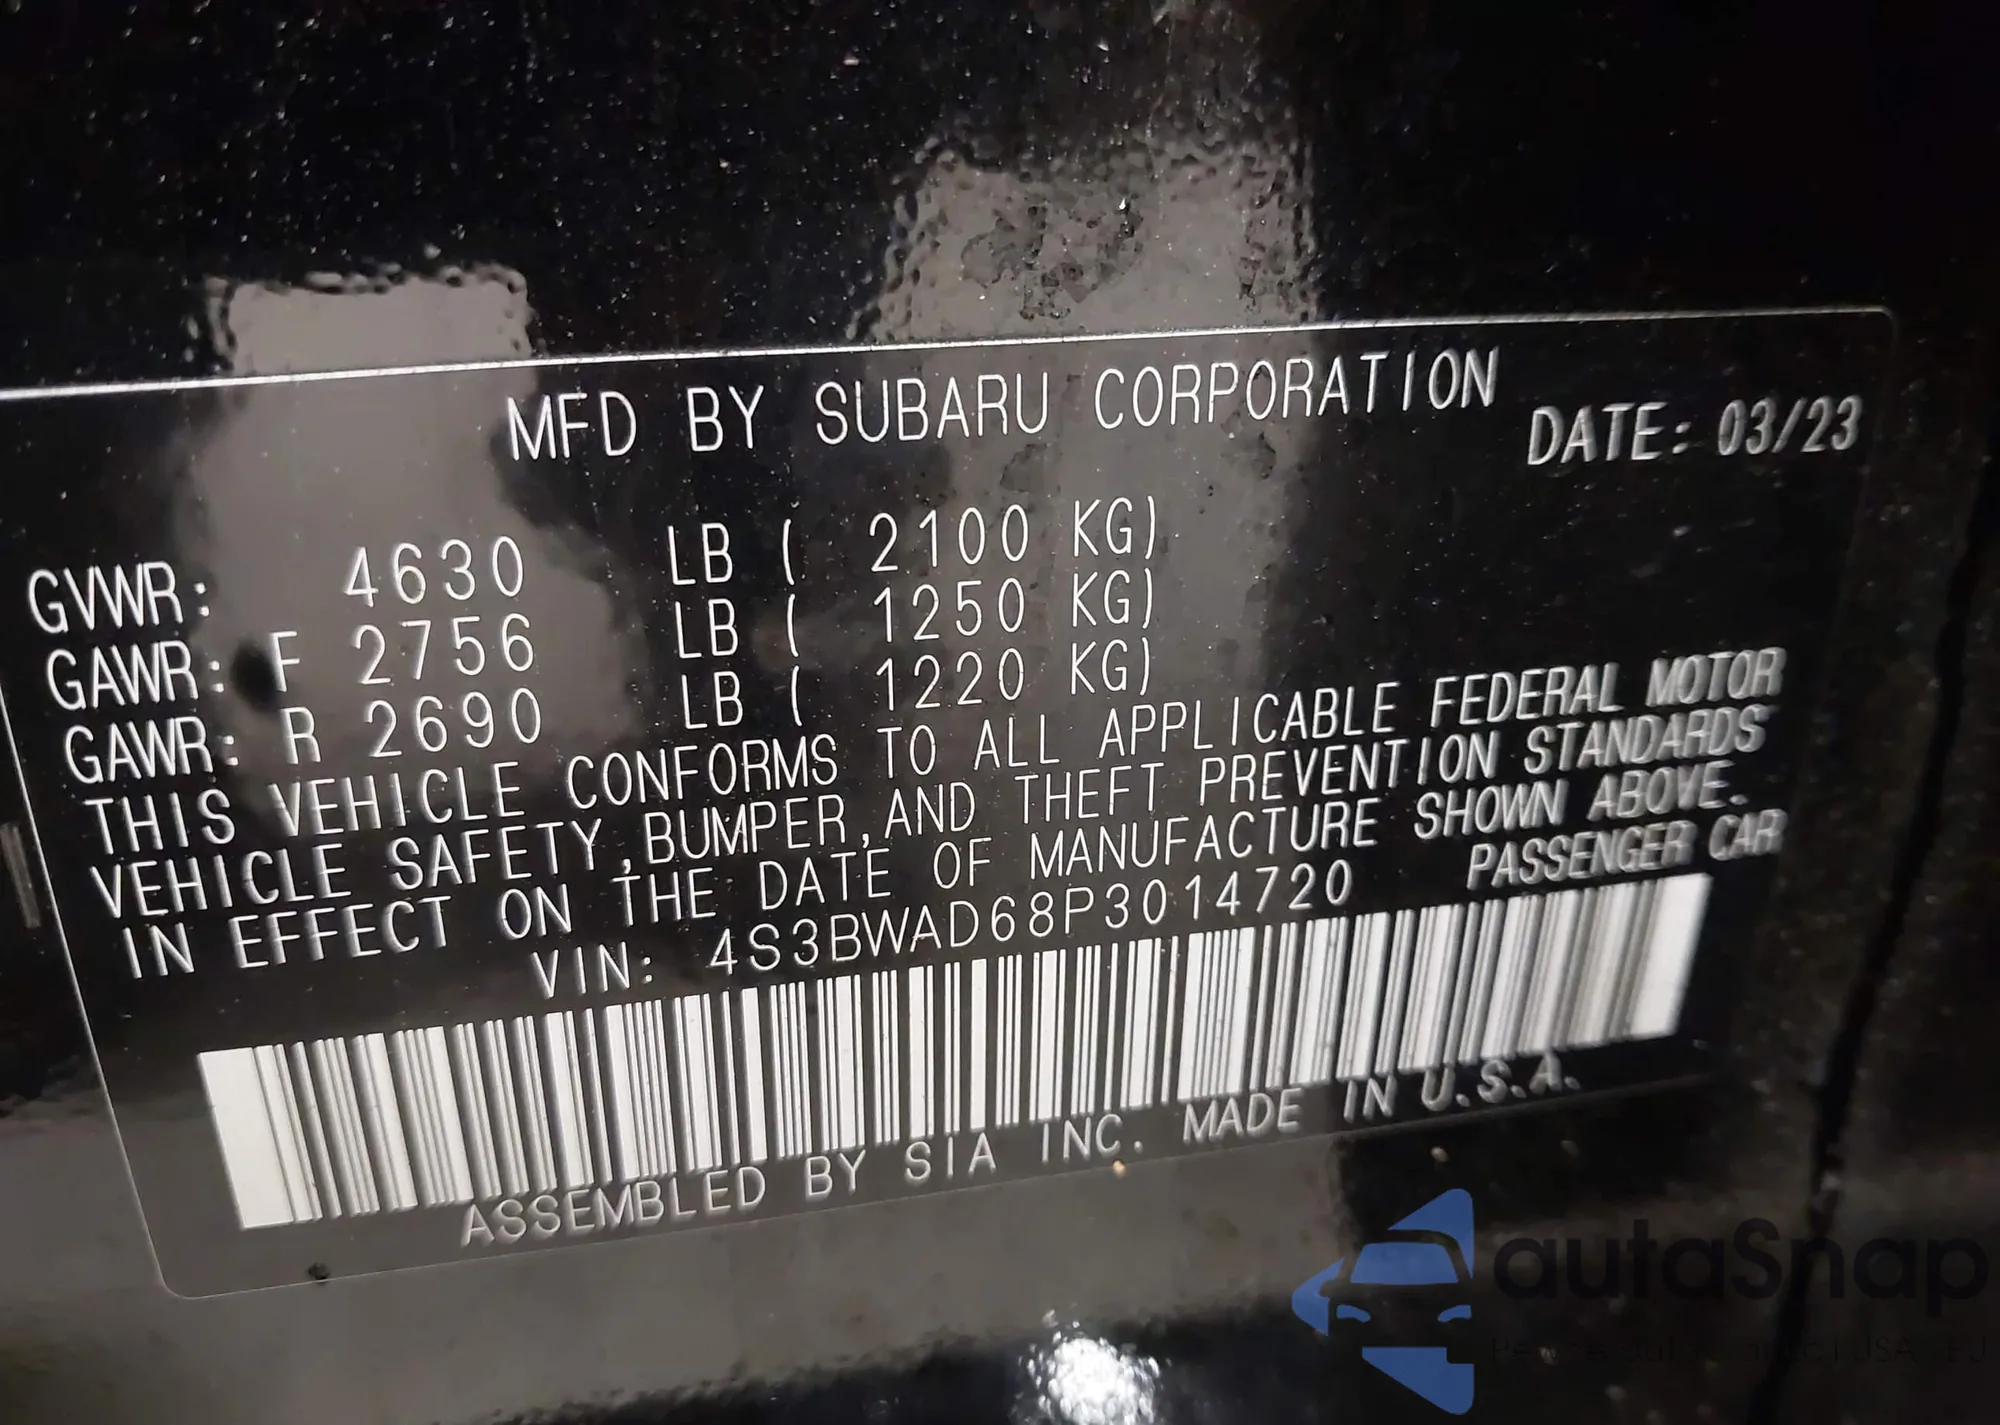 MFD BY SUBARU CORPORATION
DATE: 03/23
GVWR: 4630 LB ( 2100 KG)
GAWR: F 2756 LB ( 1250 KG)
GAWR: R 2690 LB ( 1220 KG)
THIS VEHICLE CONFORMS TO ALL APPLICABLE FEDERAL MOTOR
VEHICLE SAFETY,BUMPER,AND THEFT PREVENTION STANDARDS
IN EFFECT ON THE DATE OF MANUFACTURE SHOWN ABOVE.
VIN: 4S3BWAD68P3014720 PASSENGER CAR
ASSEMBLED BY SIA INC. MADE IN U.S.A.
autaSnap